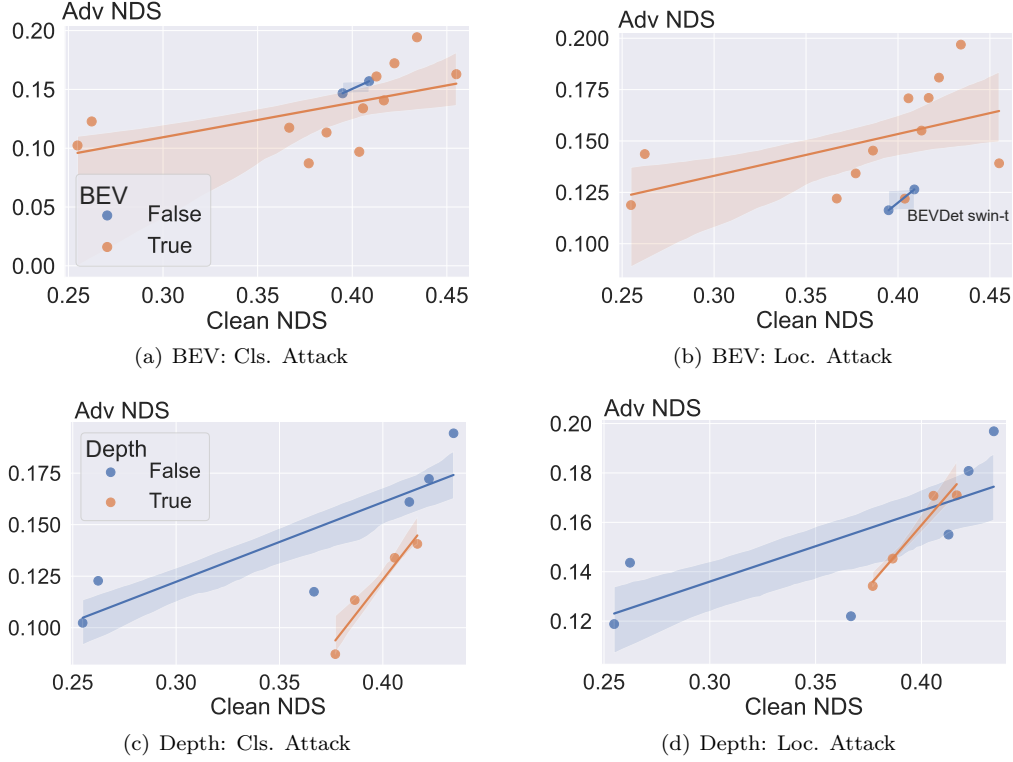 Adv NDS
0.20
0.15
0.10
0.05
0.00
BEV
False
True
0.25 0.30 0.35 0.40 0.45
Clean NDS
(a) BEV: Cls. Attack
Adv NDS
0.200
0.175
0.150
0.125
0.100
BEVDet swin-t
0.25 0.30 0.35 0.40 0.45
Clean NDS
(b) BEV: Loc. Attack
Adv NDS
0.175
0.150
0.125
0.100
Depth
False
True
0.25 0.30 0.35 0.40
Clean NDS
(c) Depth: Cls. Attack
Adv NDS
0.20
0.18
0.16
0.14
0.12
0.25 0.30 0.35 0.40
Clean NDS
(d) Depth: Loc. Attack